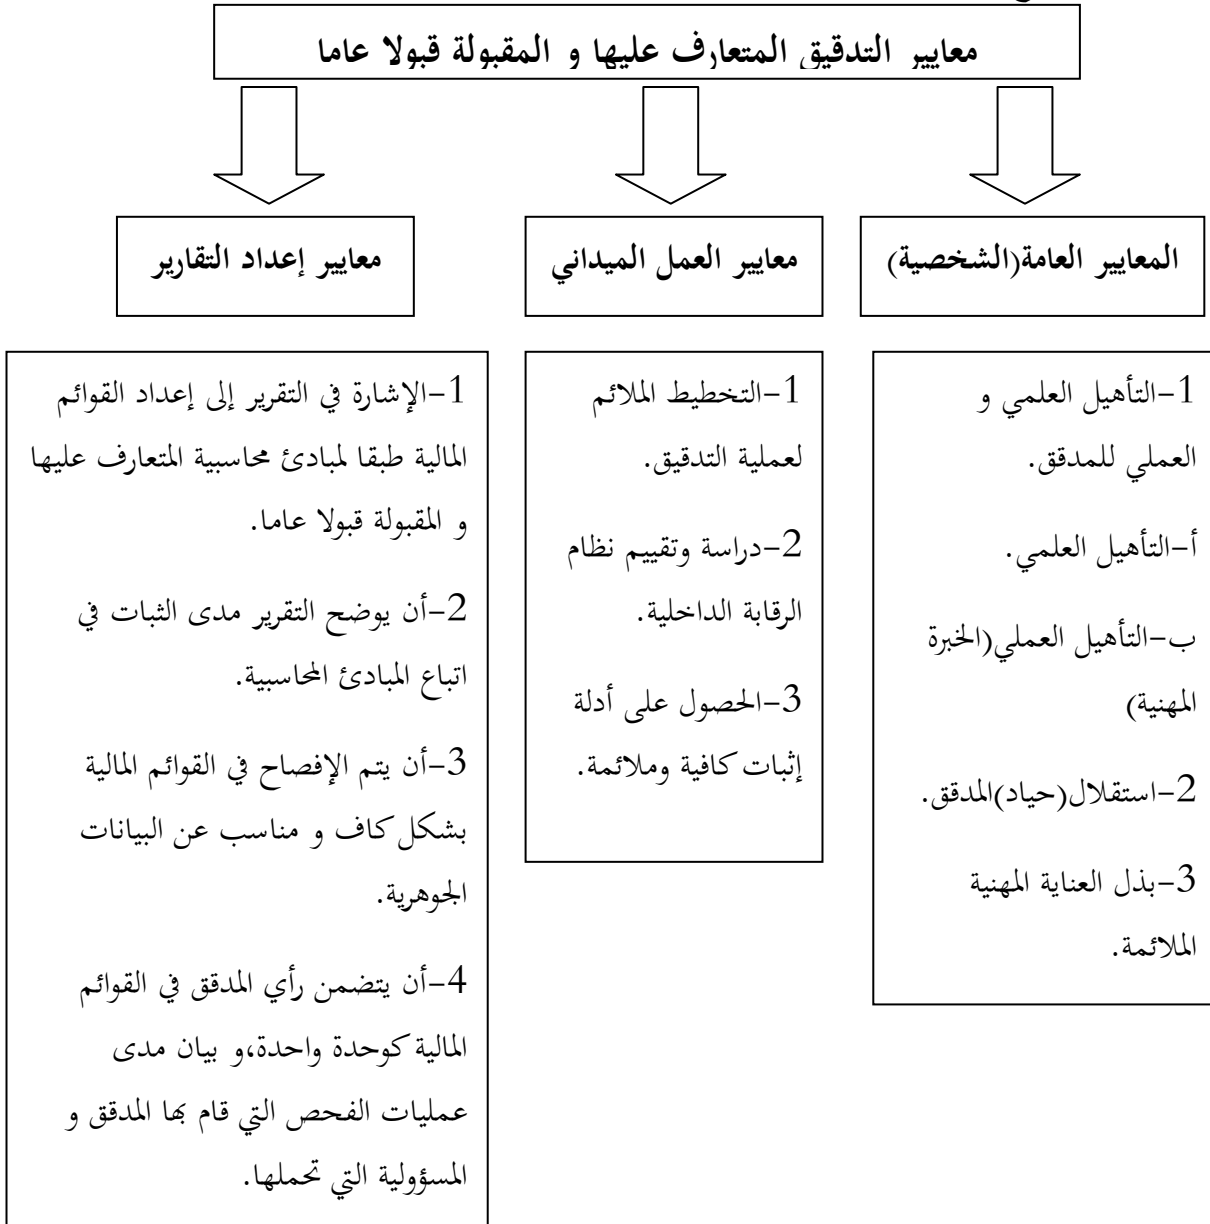 معايير التدقيق المتعارف عليها و المقبولة قبولا عاما
المعايير العامة(الشخصية)
معايير العمل الميداني
معايير إعداد التقارير
1-التأهيل العلمي و
العملي للمدقق.
أ-التأهيل العلمي.
ب-التأهيل العملي(الخبرة
المهنية)
2-استقلال(حياد)المدقق.
3-بذل العناية المهنية
الملائمة.
1-التخطيط الملائم
لعملية التدقيق.
2-دراسة وتقييم نظام
الرقابة الداخلية.
3-الحصول على أدلة
إثبات كافية وملائمة.
1-الإشارة في التقرير إلى إعداد القوائم
المالية طبقا لمبادئ محاسبية المتعارف عليها
و المقبولة قبولا عاما.
2-أن يوضح التقرير مدى الثبات في
اتباع المبادئ المحاسبية.
3-أن يتم الإفصاح في القوائم المالية
بشكل كاف و مناسب عن البيانات
الجوهرية.
4-أن يتضمن رأي المدقق في القوائم
المالية كوحدة واحدة،و بيان مدى
عمليات الفحص التي قام بها المدقق و
المسؤولية التي تحملها.